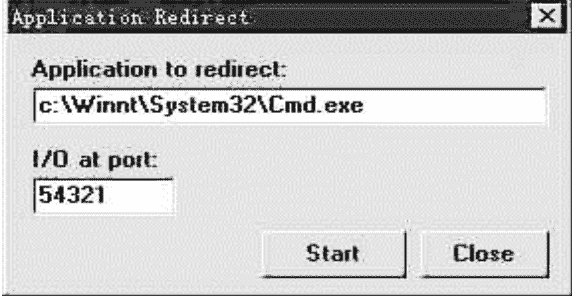 Application Redirect
Application to redirect:
c:\Winnt\System32\Cmd.exe
I/O at port:
54321
Start Close